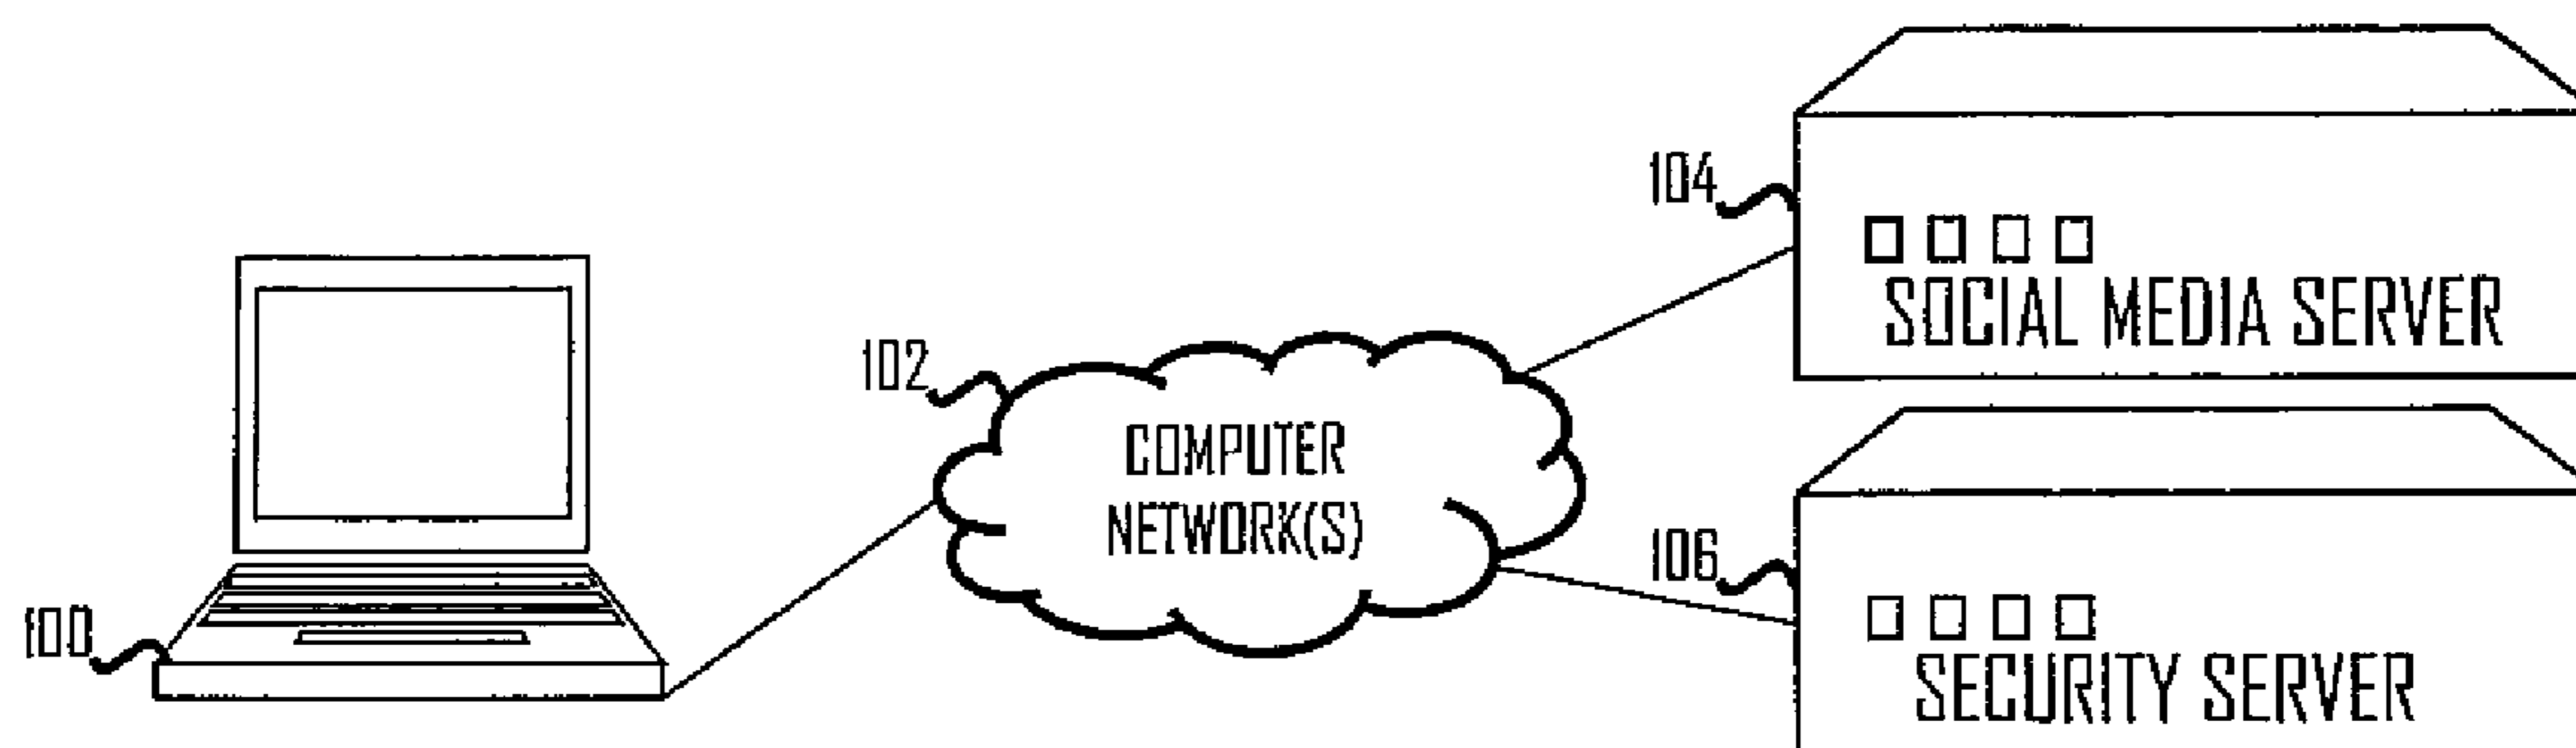 104
SOCIAL MEDIA SERVER
102
COMPUTER
NETWORK(S)
106
100
SECURITY SERVER